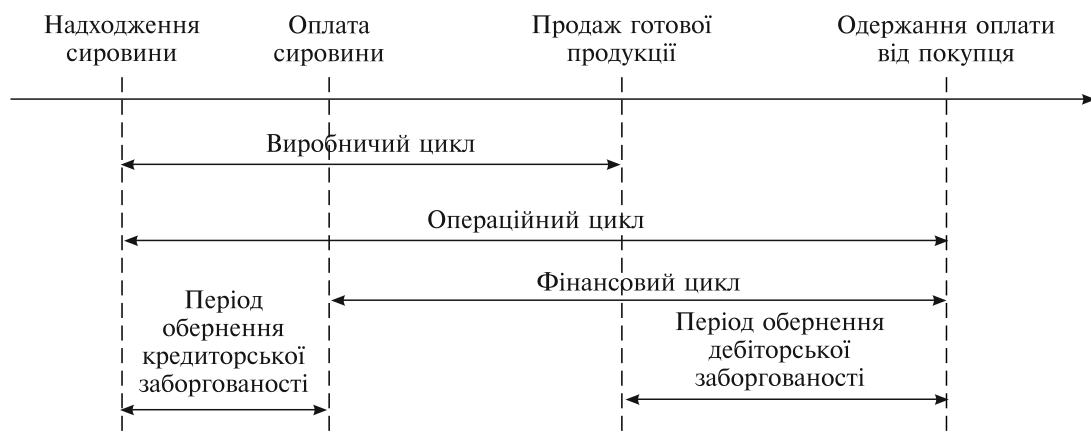 Надходження
сировини
Оплата
сировини
Продаж готової
продукції
Одержання оплати
від покупця
Виробничий цикл
Операційний цикл
Фінансовий цикл
Період
обернення
кредиторської
заборгованості
Період обернення
дебіторської
заборгованості